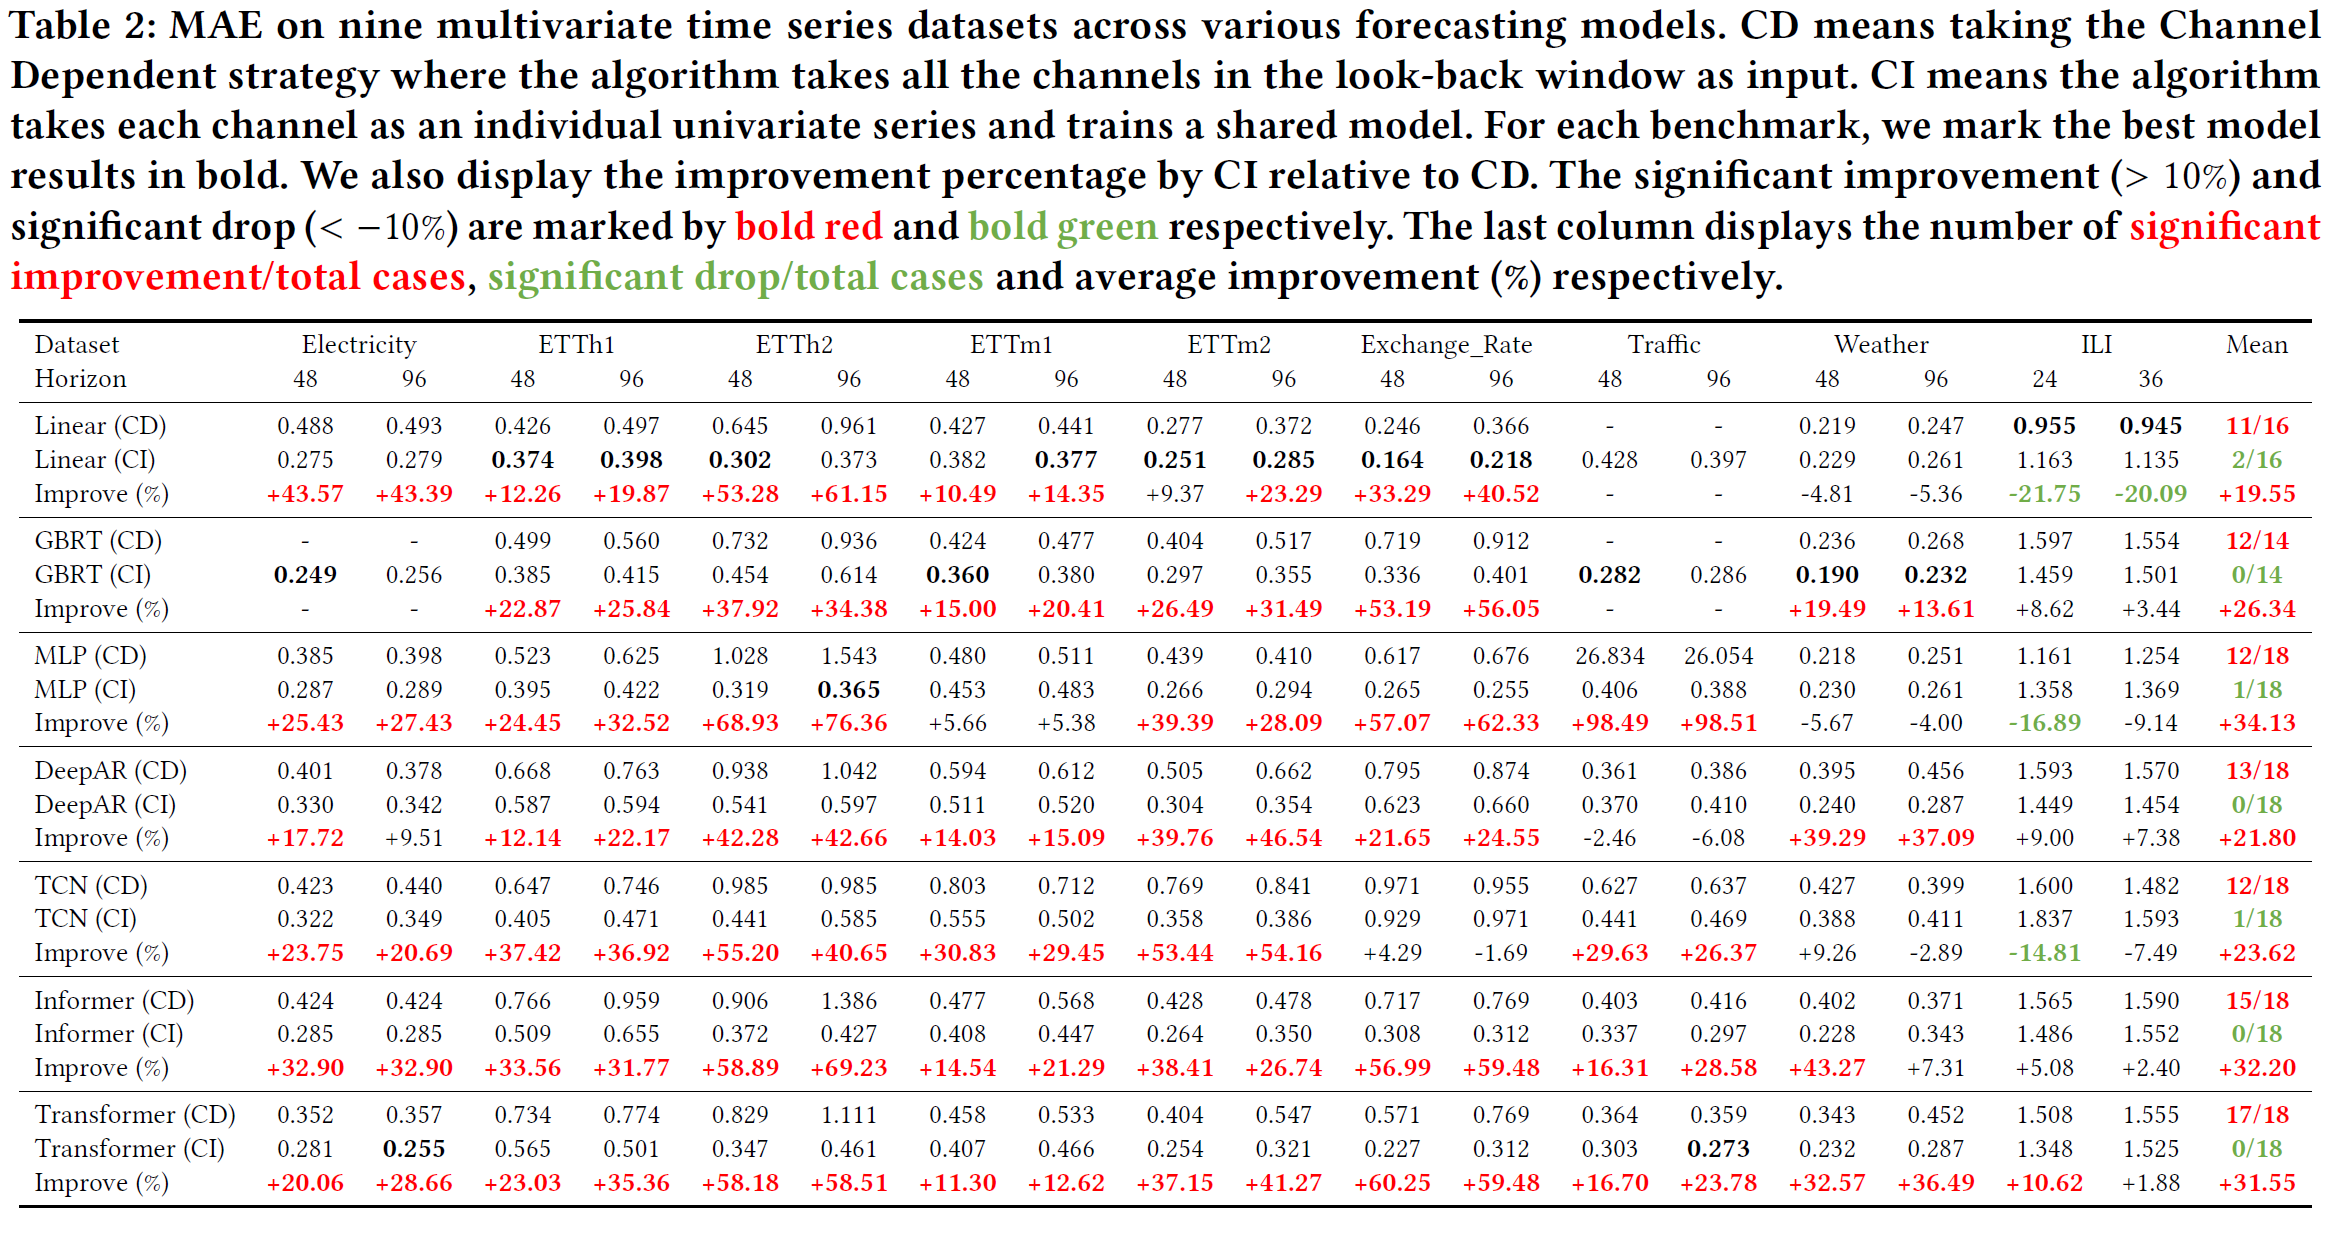 Table 2: MAE on nine multivariate time series datasets across various forecasting models. CD means taking the Channel
Dependent strategy where the algorithm takes all the channels in the look-back window as input. CI means the algorithm
takes each channel as an individual univariate series and trains a shared model. For each benchmark, we mark the best model
results in bold. We also display the improvement percentage by CI relative to CD. The significant improvement (> 10%) and
significant drop (< −10%) are marked by bold red and bold green respectively. The last column displays the number of significant
improvement/total cases, significant drop/total cases and average improvement (%) respectively.
Dataset Electricity ETTh1 ETTh2 ETTm1 ETTm2 Exchange_Rate Traffic Weather ILI Mean
Horizon 48 96 48 96 48 96 48 96 48 96 48 96 48 96 48 96 24 36
Linear (CD) 0.488 0.493 0.426 0.497 0.645 0.961 0.427 0.441 0.277 0.372 0.246 0.366 - - 0.219 0.247 0.955 0.945 11/16
Linear (CI) 0.275 0.279 0.374 0.398 0.302 0.373 0.382 0.377 0.251 0.285 0.164 0.218 0.428 0.397 0.229 0.261 1.163 1.135 2/16
Improve (%) +43.57 +43.39 +12.26 +19.87 +53.28 +61.15 +10.49 +14.35 +9.37 +23.29 +33.29 +40.52 - - -4.81 -5.36 -21.75 -20.09 +19.55
GBRT (CD) - - 0.499 0.560 0.732 0.936 0.424 0.477 0.404 0.517 0.719 0.912 - - 0.236 0.268 1.597 1.554 12/14
GBRT (CI) 0.249 0.256 0.385 0.415 0.454 0.614 0.360 0.380 0.297 0.355 0.336 0.401 0.282 0.286 0.190 0.232 1.459 1.501 0/14
Improve (%) - - +22.87 +25.84 +37.92 +34.38 +15.00 +20.41 +26.49 +31.49 +53.19 +56.05 - - +19.49 +13.61 +8.62 +3.44 +26.34
MLP (CD) 0.385 0.398 0.523 0.625 1.028 1.543 0.480 0.511 0.439 0.410 0.617 0.676 26.834 26.054 0.218 0.251 1.161 1.254 12/18
MLP (CI) 0.287 0.289 0.395 0.422 0.319 0.365 0.453 0.483 0.266 0.294 0.265 0.255 0.406 0.388 0.230 0.261 1.358 1.369 1/18
Improve (%) +25.43 +27.43 +24.45 +32.52 +68.93 +76.36 +5.66 +5.38 +39.39 +28.09 +57.07 +62.33 +98.49 +98.51 -5.67 -4.00 -16.89 -9.14 +34.13
DeepAR (CD) 0.401 0.378 0.668 0.763 0.938 1.042 0.594 0.612 0.505 0.662 0.795 0.874 0.361 0.386 0.395 0.456 1.593 1.570 13/18
DeepAR (CI) 0.330 0.342 0.587 0.594 0.541 0.597 0.511 0.520 0.304 0.354 0.623 0.660 0.370 0.410 0.240 0.287 1.449 1.454 0/18
Improve (%) +17.72 +9.51 +12.14 +22.17 +42.28 +42.66 +14.03 +15.09 +39.76 +46.54 +21.65 +24.55 -2.46 -6.08 +39.29 +37.09 +9.00 +7.38 +21.80
TCN (CD) 0.423 0.440 0.647 0.746 0.985 0.985 0.803 0.712 0.769 0.841 0.971 0.955 0.627 0.637 0.427 0.399 1.600 1.482 12/18
TCN (CI) 0.322 0.349 0.405 0.471 0.441 0.585 0.555 0.502 0.358 0.386 0.929 0.971 0.441 0.469 0.388 0.411 1.837 1.593 1/18
Improve (%) +23.75 +20.69 +37.42 +36.92 +55.20 +40.65 +30.83 +29.45 +53.44 +54.16 +4.29 -1.69 +29.63 +26.37 +9.26 -2.89 -14.81 -7.49 +23.62
Informer (CD) 0.424 0.424 0.766 0.959 0.906 1.386 0.477 0.568 0.428 0.478 0.717 0.769 0.403 0.416 0.402 0.371 1.565 1.590 15/18
Informer (CI) 0.285 0.285 0.509 0.655 0.372 0.427 0.408 0.447 0.264 0.350 0.308 0.312 0.337 0.297 0.228 0.343 1.486 1.552 0/18
Improve (%) +32.90 +32.90 +33.56 +31.77 +58.89 +69.23 +14.54 +21.29 +38.41 +26.74 +56.99 +59.48 +16.31 +28.58 +43.27 +7.31 +5.08 +2.40 +32.20
Transformer (CD) 0.352 0.357 0.734 0.774 0.829 1.111 0.458 0.533 0.404 0.547 0.571 0.769 0.364 0.359 0.343 0.452 1.508 1.555 17/18
Transformer (CI) 0.281 0.255 0.565 0.501 0.347 0.461 0.407 0.466 0.254 0.321 0.227 0.312 0.303 0.273 0.232 0.287 1.348 1.525 0/18
Improve (%) +20.06 +28.66 +23.03 +35.36 +58.18 +58.51 +11.30 +12.62 +37.15 +41.27 +60.25 +59.48 +16.70 +23.78 +32.57 +36.49 +10.62 +1.88 +31.55